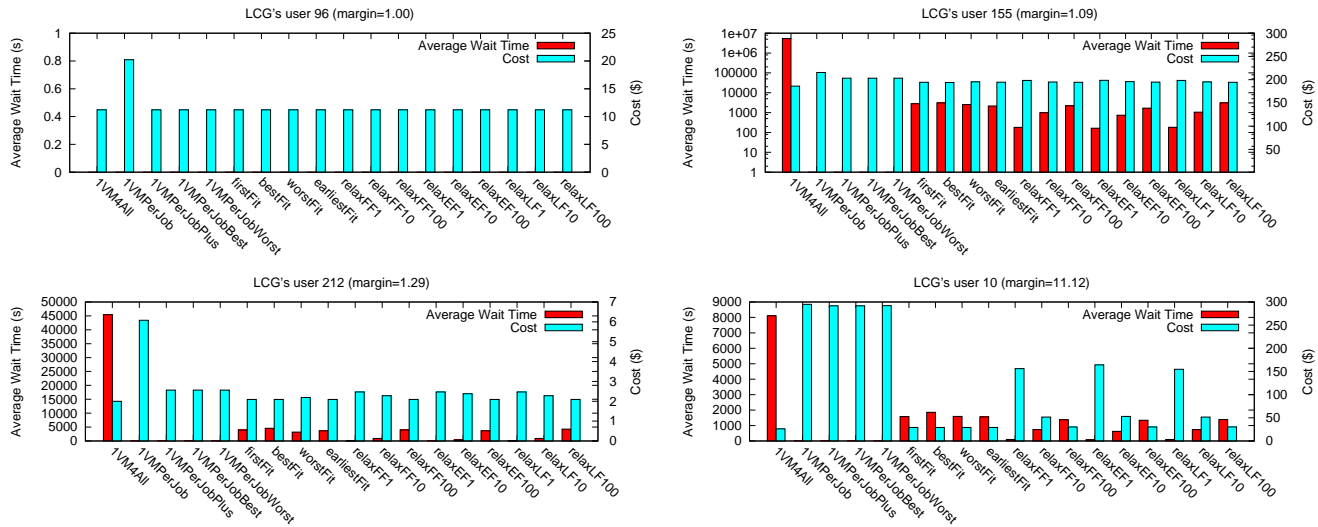 LCG's user 96 (margin=1.00)
Average Wait Time (s)
1
0.8
0.6
0.4
0.2
0
Average Wait Time
Cost
25
20
15
10
5
0
Cost ($)
1VM4All
1VMPerJob
1VMPerJobPlus
1VMPerJobBest
1VMPerJobWorst
firstFit
bestFit
worstFit
earliestFit
relaxFF1
relaxFF10
relaxFF100
relaxEF1
relaxEF10
relaxEF100
relaxLF1
relaxLF10
relaxLF100
LCG's user 155 (margin=1.09)
Average Wait Time (s)
1e+07
1e+06
100000
10000
1000
100
10
1
Average Wait Time
Cost
300
250
200
150
100
50
Cost ($)
1VM4All
1VMPerJob
1VMPerJobPlus
1VMPerJobBest
1VMPerJobWorst
firstFit
bestFit
worstFit
earliestFit
relaxFF1
relaxFF10
relaxFF100
relaxEF1
relaxEF10
relaxEF100
relaxLF1
relaxLF10
relaxLF100
LCG's user 212 (margin=1.29)
Average Wait Time (s)
50000
45000
40000
35000
30000
25000
20000
15000
10000
5000
0
Average Wait Time
Cost
7
6
5
4
3
2
1
0
Cost ($)
1VM4All
1VMPerJob
1VMPerJobPlus
1VMPerJobBest
1VMPerJobWorst
firstFit
bestFit
worstFit
earliestFit
relaxFF1
relaxFF10
relaxFF100
relaxEF1
relaxEF10
relaxEF100
relaxLF1
relaxLF10
relaxLF100
LCG's user 10 (margin=11.12)
Average Wait Time (s)
9000
8000
7000
6000
5000
4000
3000
2000
1000
0
Average Wait Time
Cost
300
250
200
150
100
50
0
Cost ($)
1VM4All
1VMPerJob
1VMPerJobPlus
1VMPerJobBest
1VMPerJobWorst
firstFit
bestFit
worstFit
earliestFit
relaxFF1
relaxFF10
relaxFF100
relaxEF1
relaxEF10
relaxEF100
relaxLF1
relaxLF10
relaxLF100